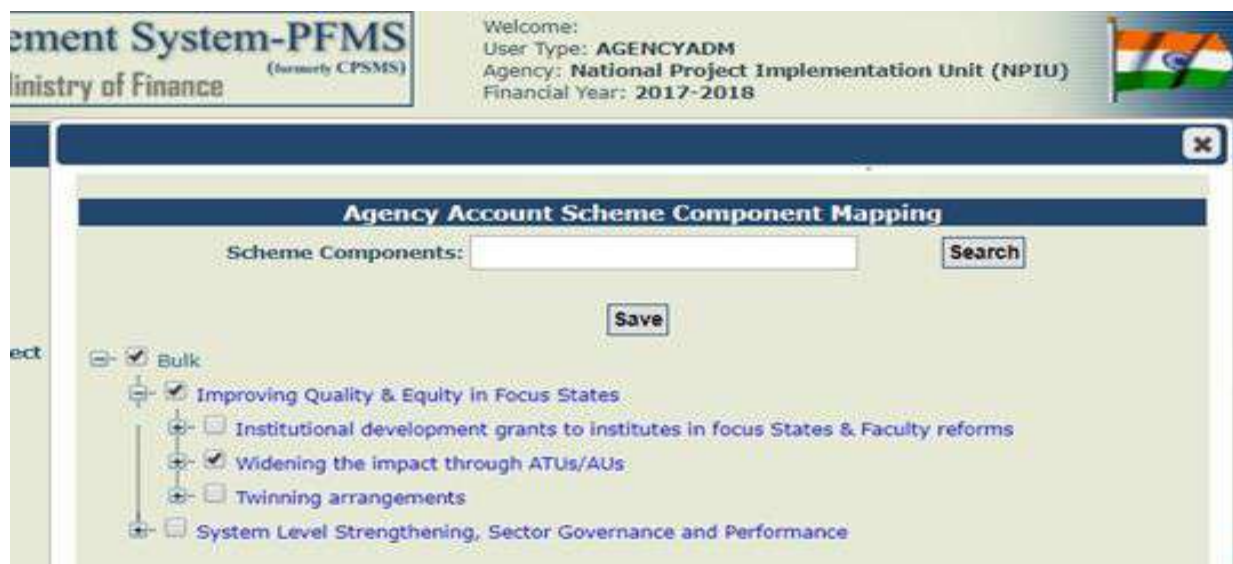 ement System-PFMS
(formerly CPSMS)
linistry of Finance
Welcome:
User Type: AGENCYADM
Agency: National Project Implementation Unit (NPIU)
Financial Year: 2017-2018
Agency Account Scheme Component Mapping
Scheme Components:
Search
Save
ect
Bulk
Improving Quality & Equity in Focus States
Institutional development grants to institutes in focus States & Faculty reforms
Widening the impact through ATUs/AUs
Twinning arrangements
System Level Strengthening, Sector Governance and Performance